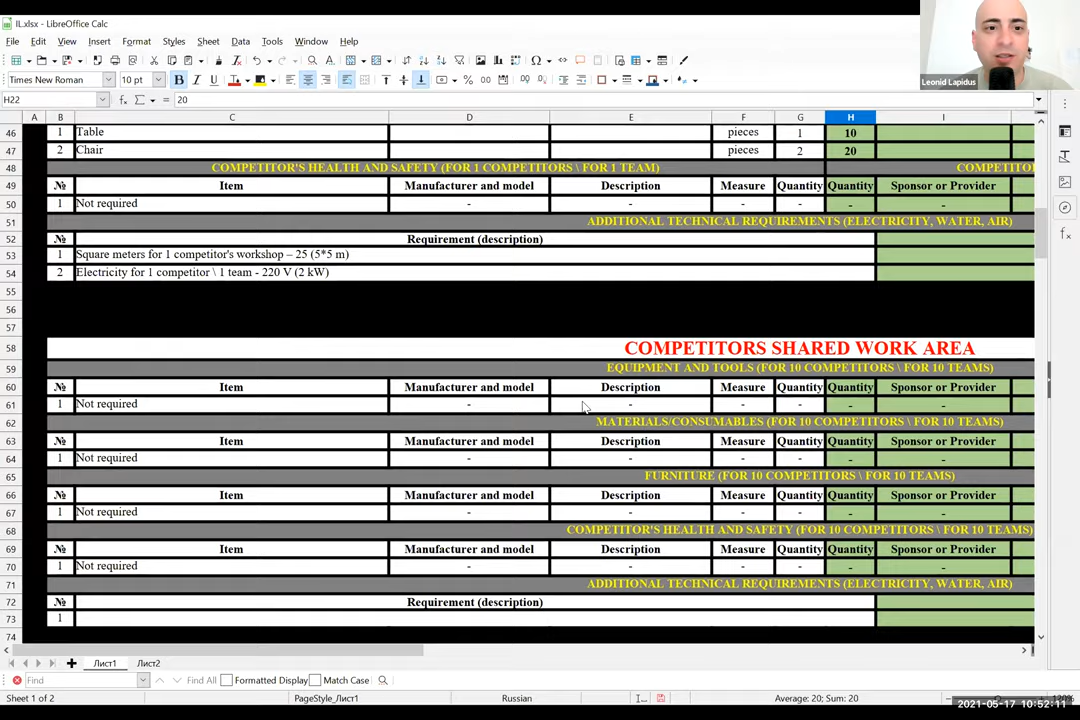 IL.xlsx - LibreOffice Calc
File Edit View Insert Format Styles Sheet Data Tools Window Help
Leonid Lapidus
Times New Roman 10 pt
H22 20
A B C D E F G H I
46 1 Table pieces 1 10
47 2 Chair pieces 2 20
48 COMPETITOR'S HEALTH AND SAFETY (FOR 1 COMPETITORS \ FOR 1 TEAM)
49 № Item Manufacturer and model Description Measure Quantity Quantity Sponsor or Provider
50 1 Not required - - - - - -
51 ADDITIONAL TECHNICAL REQUIREMENTS (ELECTRICITY, WATER, AIR)
52 № Requirement (description)
53 1 Square meters for 1 competitor's workshop – 25 (5*5 m)
54 2 Electricity for 1 competitor \ 1 team - 220 V (2 kW)
55
56
57
58 COMPETITORS SHARED WORK AREA
59 EQUIPMENT AND TOOLS (FOR 10 COMPETITORS \ FOR 10 TEAMS)
60 № Item Manufacturer and model Description Measure Quantity Quantity Sponsor or Provider
61 1 Not required - - - - - -
62 MATERIALS/CONSUMABLES (FOR 10 COMPETITORS \ FOR 10 TEAMS)
63 № Item Manufacturer and model Description Measure Quantity Quantity Sponsor or Provider
64 1 Not required - - - - - -
65 FURNITURE (FOR 10 COMPETITORS \ FOR 10 TEAMS)
66 № Item Manufacturer and model Description Measure Quantity Quantity Sponsor or Provider
67 1 Not required - - - - - -
68 COMPETITOR'S HEALTH AND SAFETY (FOR 10 COMPETITORS \ FOR 10 TEAMS)
69 № Item Manufacturer and model Description Measure Quantity Quantity Sponsor or Provider
70 1 Not required - - - - - -
71 ADDITIONAL TECHNICAL REQUIREMENTS (ELECTRICITY, WATER, AIR)
72 № Requirement (description)
73 1
74
Лист1 Лист2
Find Find All Formatted Display Match Case
Sheet 1 of 2 PageStyle_Лист1 Russian Average: 20; Sum: 20
2021-05-17 10:52:11